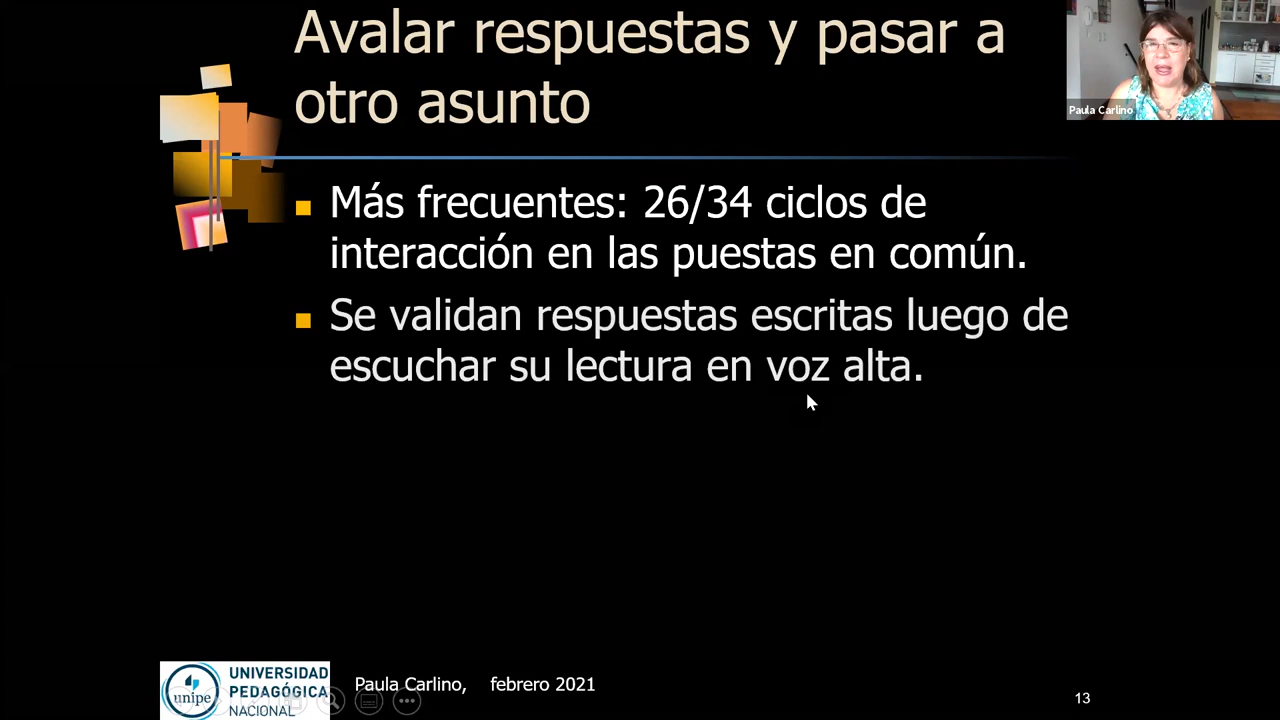 Avalar respuestas y pasar a
otro asunto
Paula Carlino
Más frecuentes: 26/34 ciclos de
interacción en las puestas en común.
Se validan respuestas escritas luego de
escuchar su lectura en voz alta.
unipe
UNIVERSIDAD
PEDAGÓGICA
NACIONAL
Paula Carlino, febrero 2021
13